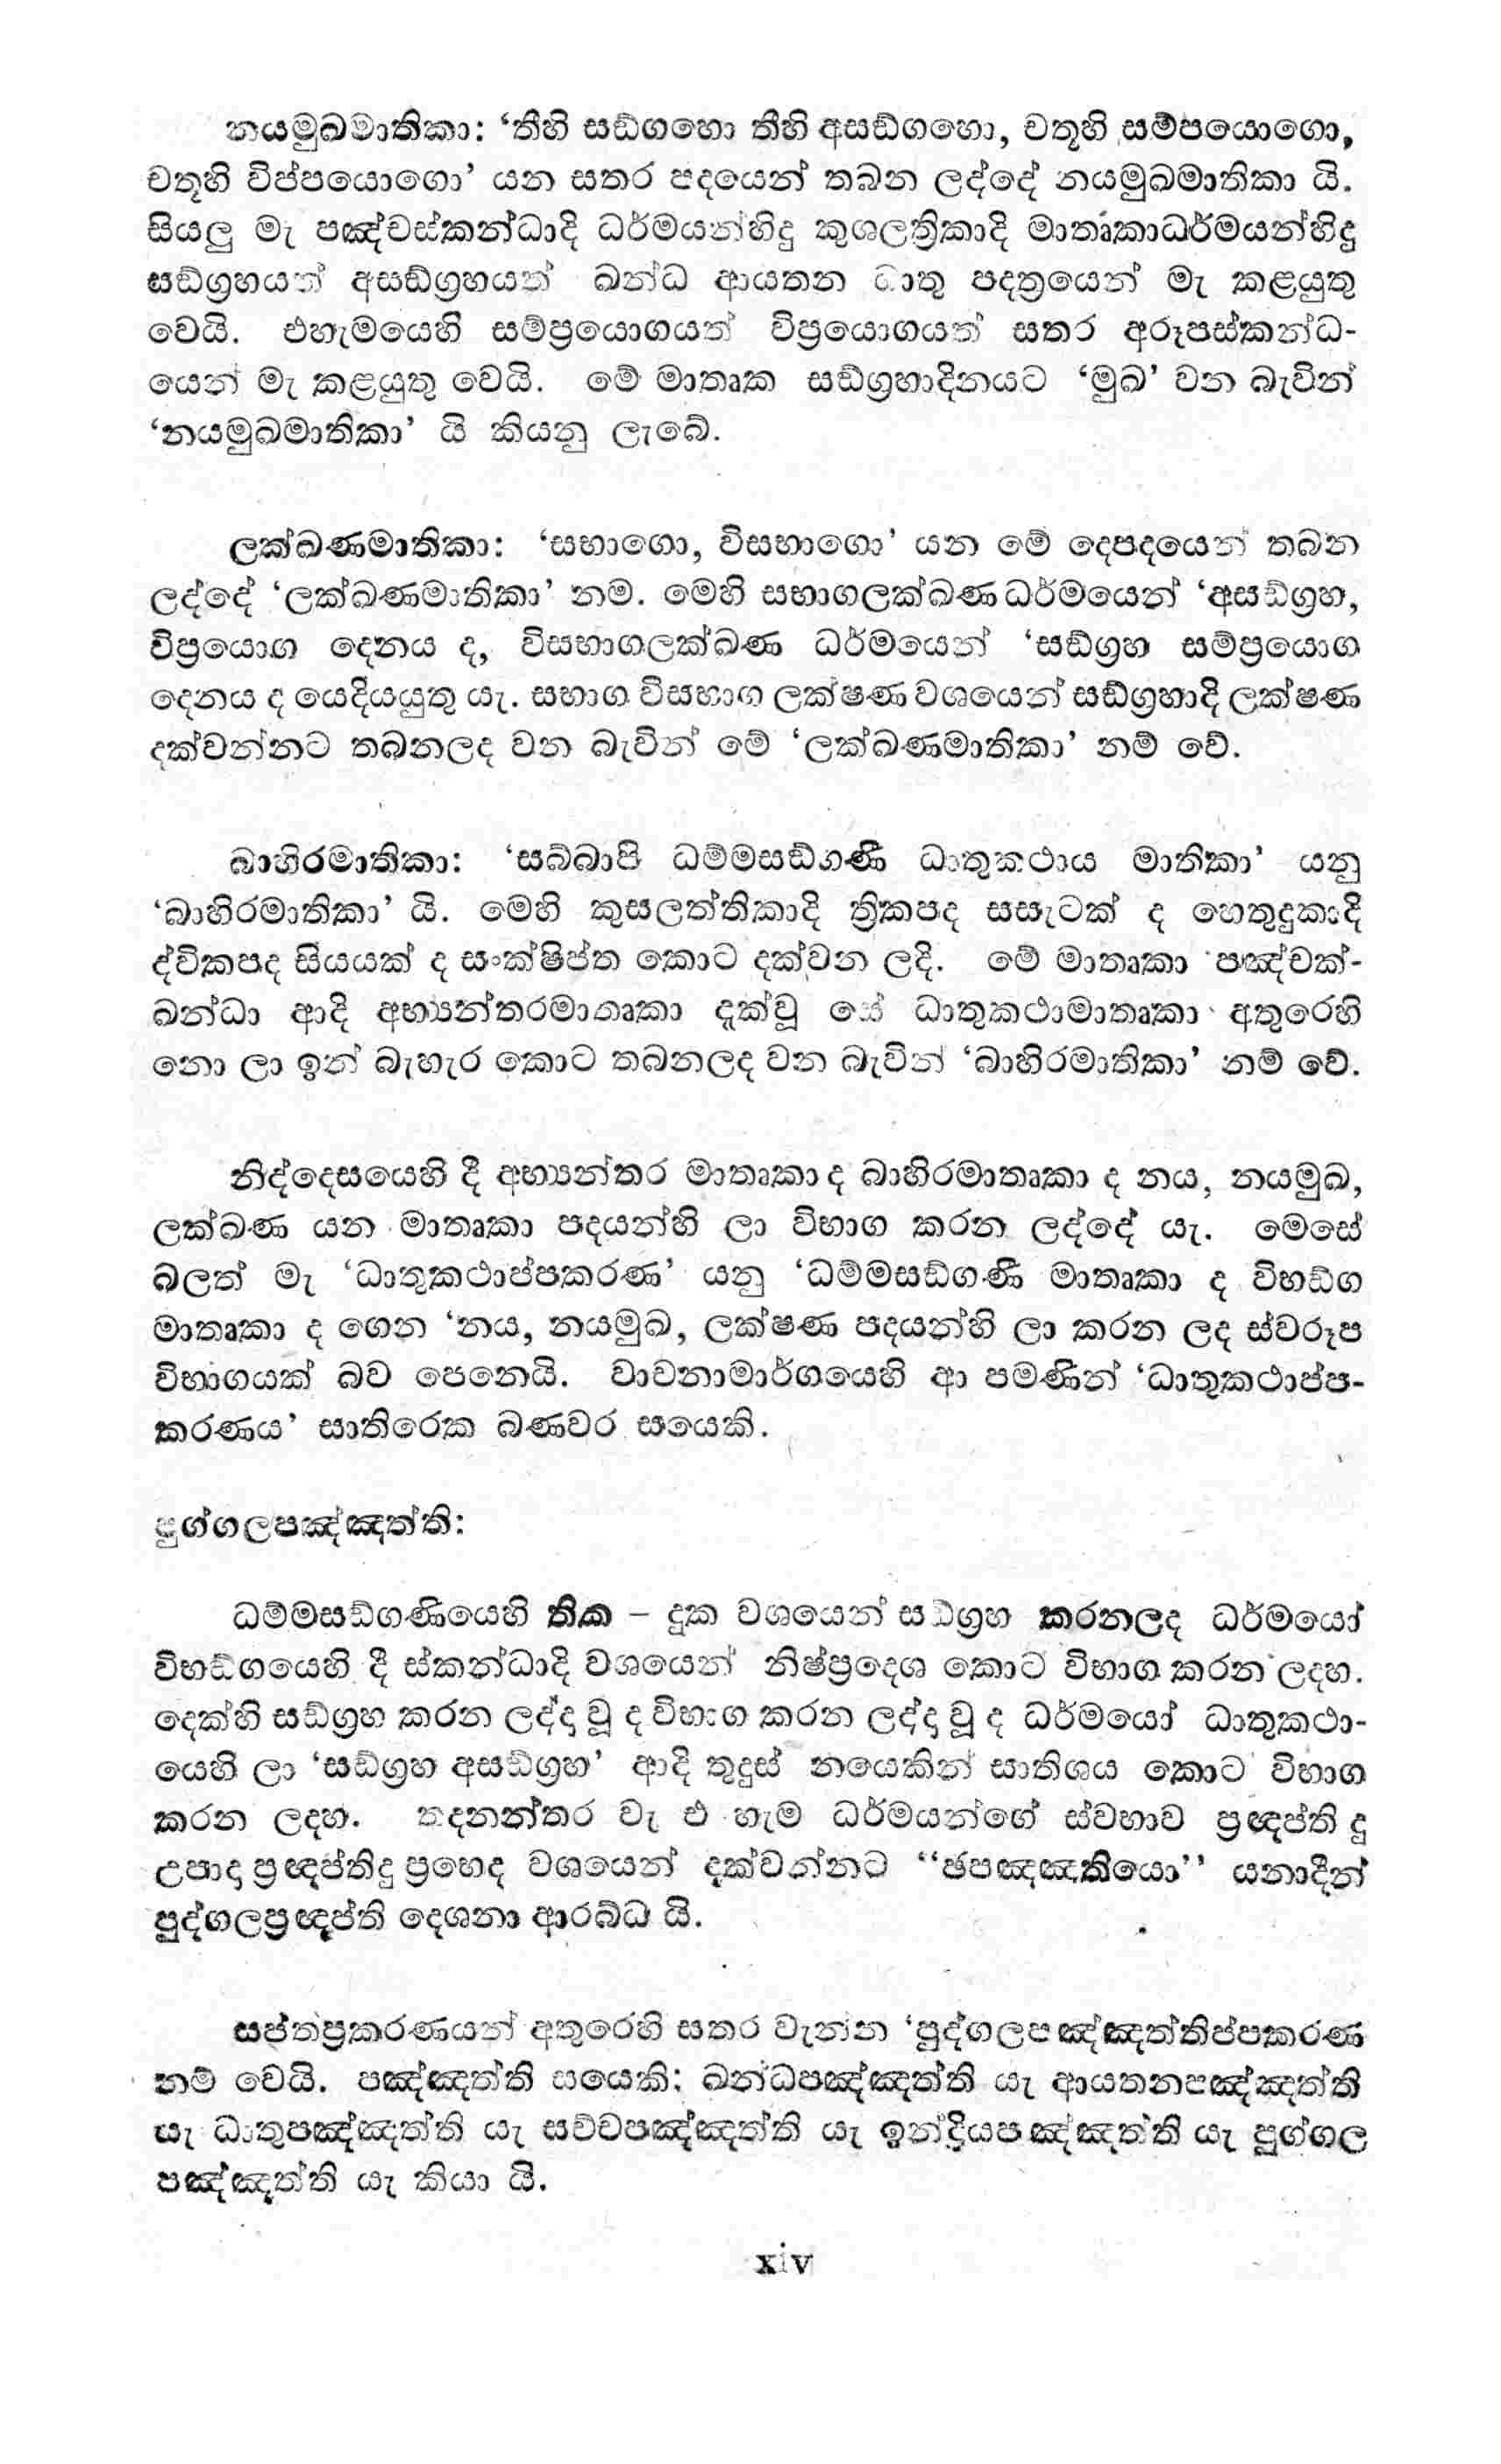 නයමුඛමාතිකා: ‘තීහි සඞ්ගහො තීහි අසඞ්ගහො, චතූහි සම්පයොගො,
චතූහි විප්පයොගො’ යන සතර පදයෙන් තබන ලද්දේ නයමුඛමාතිකා යි.
සියලු මැ පඤ්චස්කන්ධාදි ධර්මයන්හිදු කුශලත්‍රිකාදි මාතෘකාධර්මයන්හිදු
සඞ්ග්‍රහයත් අසඞ්ග්‍රහයත් ඛන්ධ ආයතන ධාතු පදත්‍රයෙන් මැ කළයුතු
වෙයි. එහැමයෙහි සම්ප්‍රයොගයත් විප්‍රයොගයත් සතර අරූපස්කන්ධ-
යෙන් මැ කළයුතු වෙයි. මේ මාතෘක සඞ්ග්‍රහාදිනයට ‘මුඛ’ වන බැවින්
‘නයමුඛමාතිකා’ යි කියනු ලැබේ.
ලක්ඛණමාතිකා: ‘සභාගො, විසභාගො’ යන මේ දෙපදයෙන් තබන
ලද්දේ ‘ලක්ඛණමාතිකා’ නම. මෙහි සභාගලක්ඛණ ධර්මයෙන් ‘අසඞ්ග්‍රහ,
විප්‍රයොග දෙනය ද, විසභාගලක්ඛණ ධර්මයෙන් ‘සඞ්ග්‍රහ සම්ප්‍රයොග
දෙනය ද යෙදියයුතු යැ. සභාග විසභාග ලක්ෂණ වශයෙන් සඞ්ග්‍රහාදි ලක්ෂණ
දක්වන්නට තබනලද වන බැවින් මේ ‘ලක්ඛණමාතිකා’ නම් වේ.
බාහිරමාතිකා: ‘සබ්බාපි ධම්මසඞ්ගණී ධාතුකථාය මාතිකා’ යනු
‘බාහිරමාතිකා’ යි. මෙහි කුසලත්තිකාදි ත්‍රිකපද සසැටක් ද හෙතුදුකාදි
ද්විකපද සියයක් ද සංක්ෂිප්ත කොට දක්වන ලදි. මේ මාතෘකා පඤ්චක්-
ඛන්ධා ආදි අභ්‍යන්තරමාතෘකා දැක්වූ සේ ධාතුකථාමාතෘකා අතුරෙහි
නො ලා ඉන් බැහැර කොට තබනලද වන බැවින් ‘බාහිරමාතිකා’ නම් වේ.
නිද්දෙසයෙහි දී අභ්‍යන්තර මාතෘකා ද බාහිරමාතෘකා ද නය, නයමුඛ,
ලක්ඛණ යන මාතෘකා පදයන්හි ලා විභාග කරන ලද්දේ යැ. මෙසේ
බලත් මැ ‘ධාතුකථාප්පකරණ’ යනු ‘ධම්මසඞ්ගණී මාතෘකා ද විභඞ්ග
මාතෘකා ද ගෙන ‘නය, නයමුඛ, ලක්ෂණ පදයන්හි ලා කරන ලද ස්වරූප
විභාගයක් බව පෙනෙයි. වාචනාමාර්ගයෙහි ආ පමණින් ‘ධාතුකථාප්ප-
කරණය’ සාතිරෙක බණවර සයෙකි.
පුග්ගලපඤ්ඤත්ති:
ධම්මසඞ්ගණියෙහි තික – දුක වශයෙන් සඞ්ග්‍රහ කරනලද ධර්මයෝ
විභඞ්ගයෙහි දී ස්කන්ධාදි වශයෙන් නිෂ්ප්‍රදෙශ කොට විභාග කරන ලදහ.
දෙක්හි සඞ්ග්‍රහ කරන ලද්දා වූ ද විභාග කරන ලද්දා වූ ද ධර්මයෝ ධාතුකථා-
යෙහි ලා ‘සඞ්ග්‍රහ අසඞ්ග්‍රහ’ ආදි තුදුස් නයෙකින් සාතිශය කොට විභාග
කරන ලදහ. තදනන්තර වැ එ හැම ධර්මයන්ගේ ස්වභාව ප්‍රඥප්ති දු
උපාදා ප්‍රඥප්තිදු ප්‍රභෙද වශයෙන් දැක්වන්නට ‘‘ඡපඤ්ඤත්තියො’’ යනාදීන්
පුද්ගලප්‍රඥප්ති දෙශනා ආරබ්ධ යි.
සප්තප්‍රකරණයන් අතුරෙහි සතර වැන්න ‘පුද්ගලපඤ්ඤත්තිප්පකරණ
නම් වෙයි. පඤ්ඤත්ති සයෙකි: ඛන්ධපඤ්ඤත්ති යැ ආයතනපඤ්ඤත්ති
යැ ධාතුපඤ්ඤත්ති යැ සච්චපඤ්ඤත්ති යැ ඉන්ද්‍රියපඤ්ඤත්ති යැ පුග්ගල
පඤ්ඤත්ති යැ කියා යි.
xiv